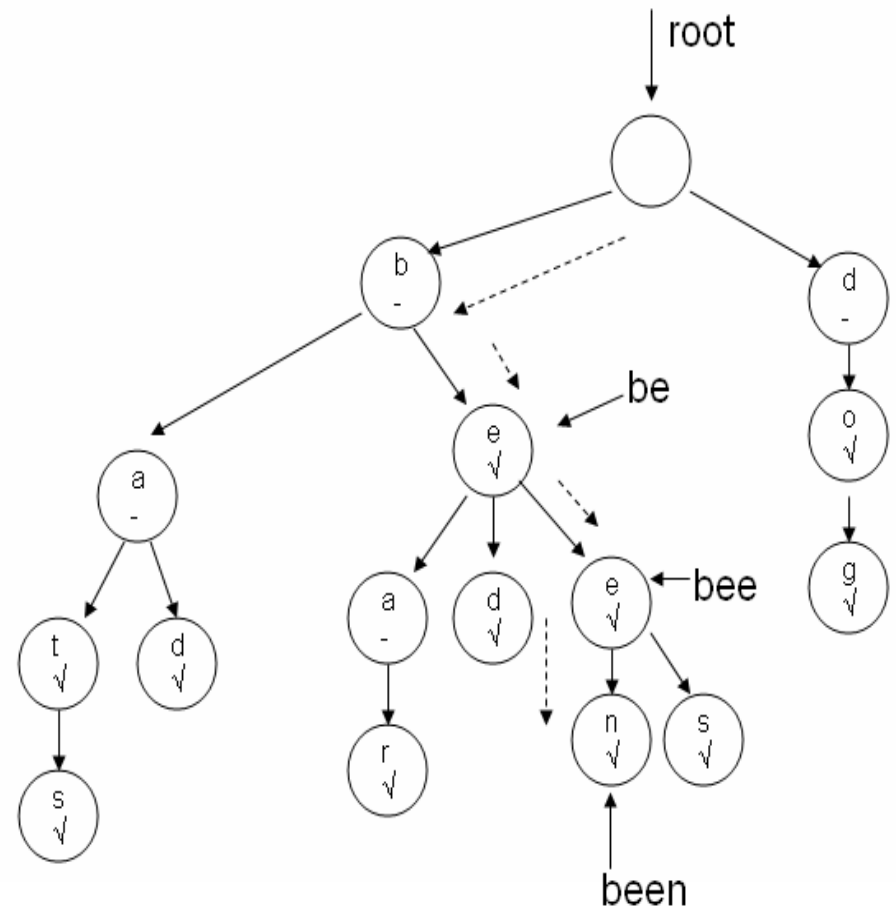 root
b
-
d
-
be
e
√
o
√
a
-
bee
e
√
g
√
a
-
d
√
t
√
d
√
n
√
s
√
r
√
s
√
been